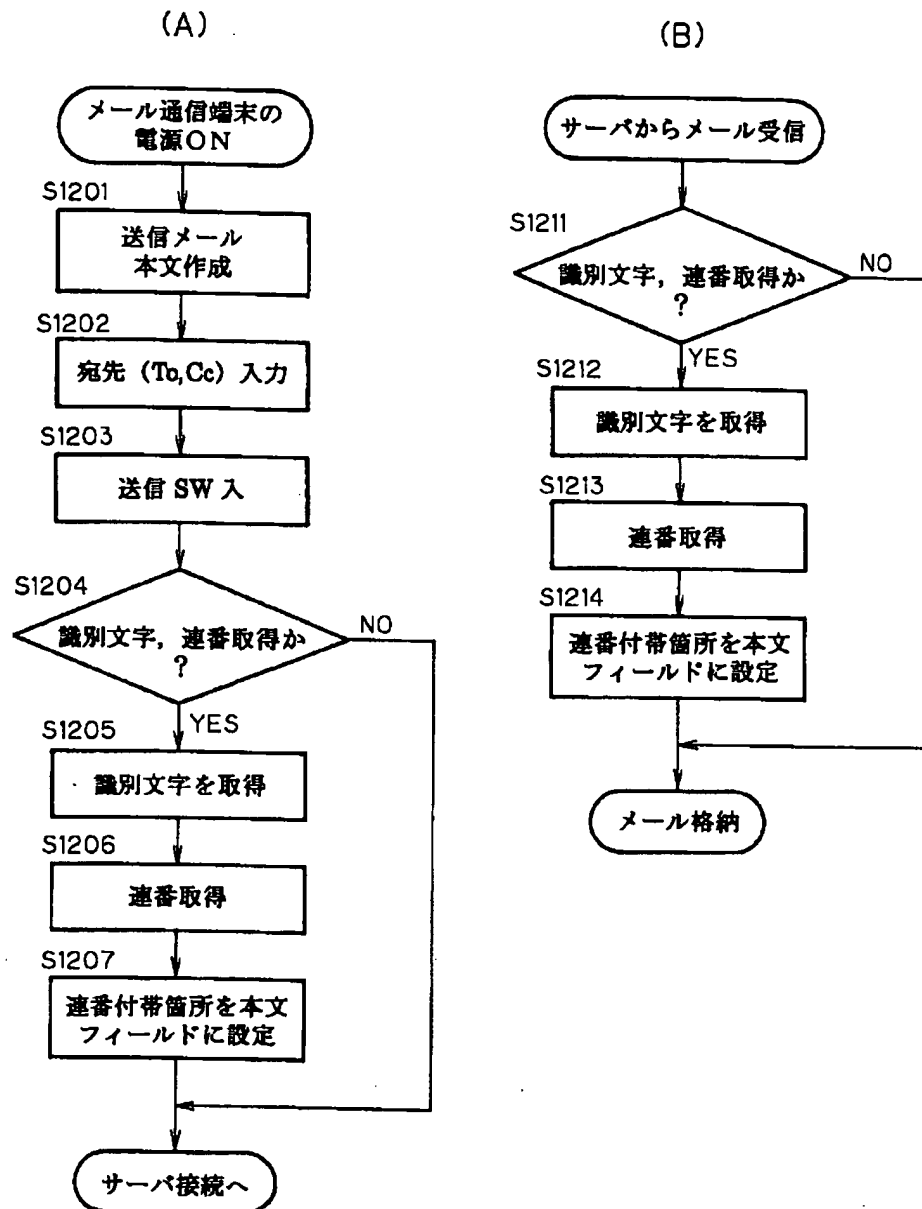 (A)
メール通信端末の
電源ON
S1201
送信メール
本文作成
S1202
宛先 (To,Cc) 入力
S1203
送信 SW 入
S1204
識別文字，連番取得か
?
NO
YES
S1205
識別文字を取得
S1206
連番取得
S1207
連番付帯箇所を本文
フィールドに設定
サーバ接続へ
(B)
サーバからメール受信
S1211
識別文字，連番取得か
?
NO
YES
S1212
識別文字を取得
S1213
連番取得
S1214
連番付帯箇所を本文
フィールドに設定
メール格納